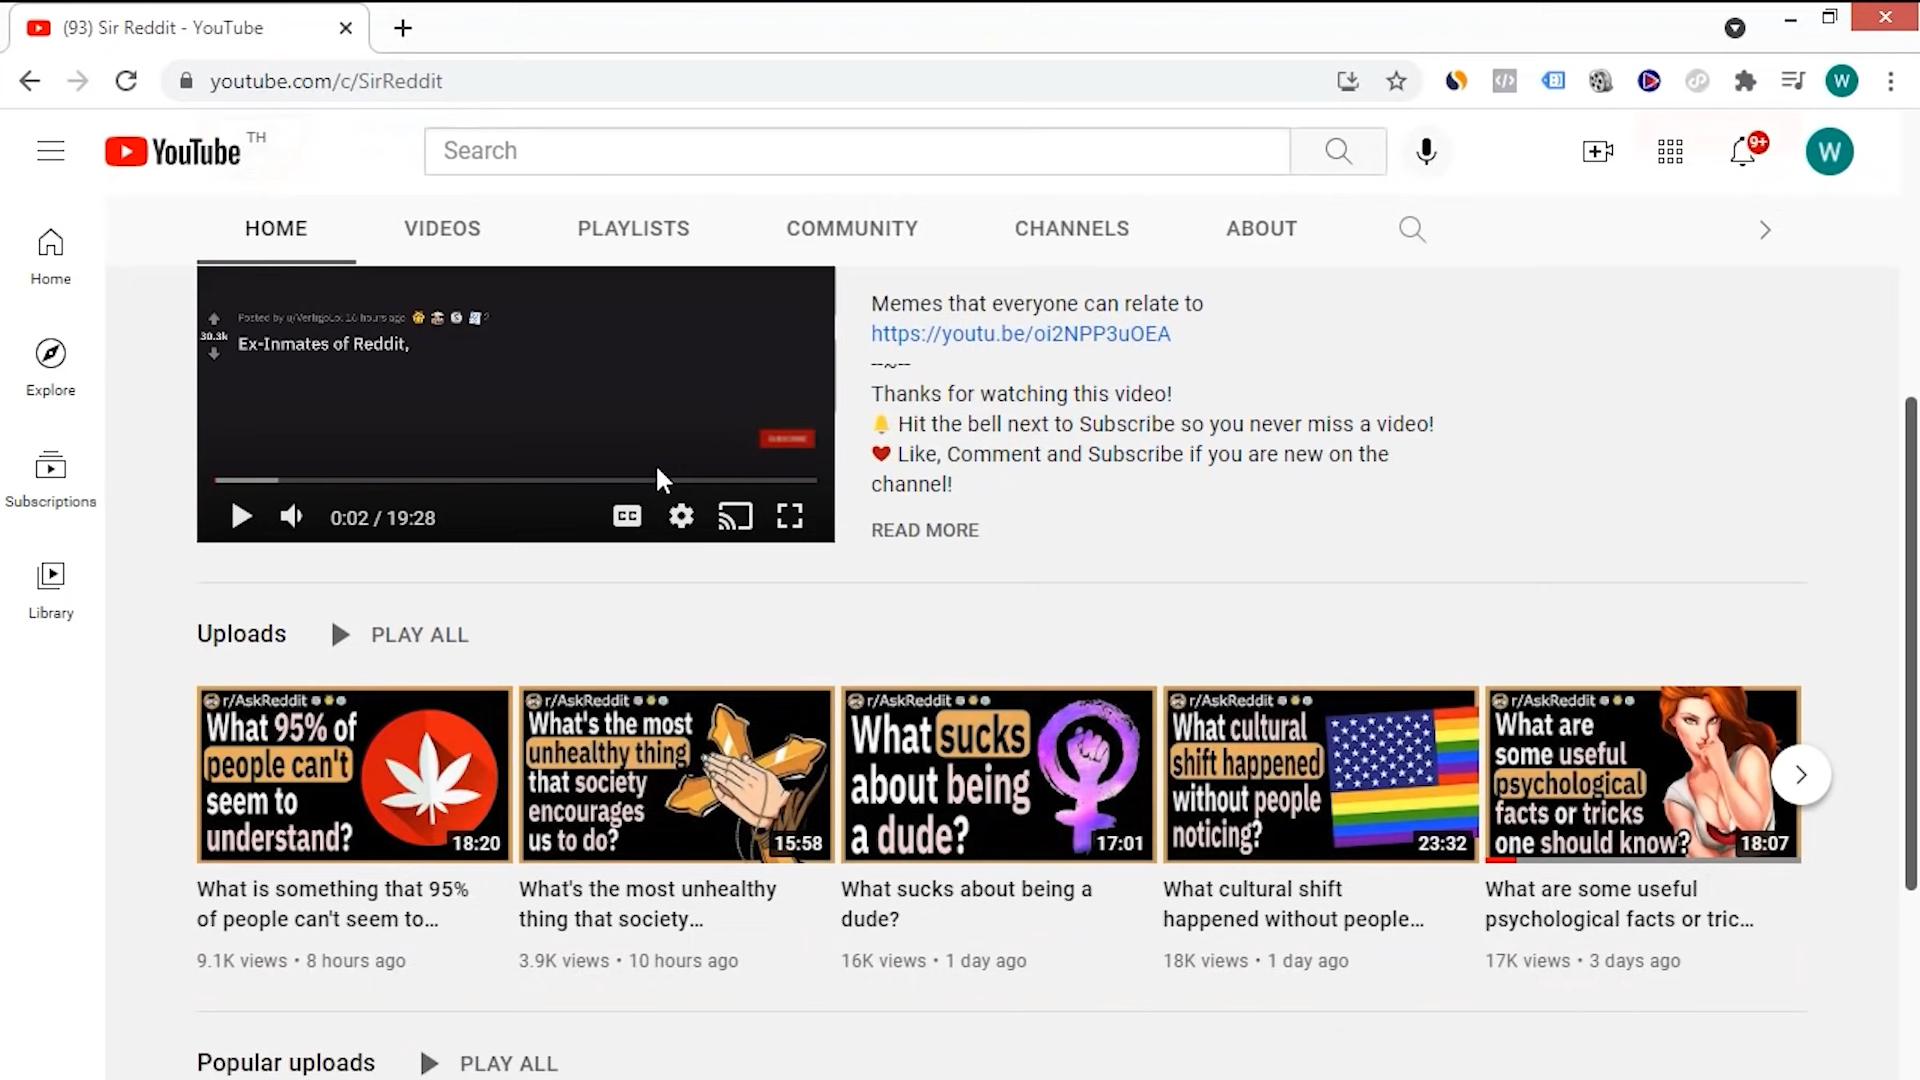 (93) Sir Reddit - YouTube
youtube.com/c/SirReddit
W
YouTube TH
Search
9+
W
HOME VIDEOS PLAYLISTS COMMUNITY CHANNELS ABOUT
Home
Explore
Subscriptions
Library
Posted by 16 hours ago
30.3k
Ex-Inmates of Reddit,
SUBSCRIBE
0:02 / 19:28
CC
Memes that everyone can relate to
https://youtu.be/oi2NPP3uOEA
--~--
Thanks for watching this video!
Hit the bell next to Subscribe so you never miss a video!
Like, Comment and Subscribe if you are new on the
channel!
READ MORE
Uploads PLAY ALL
r/AskReddit
What 95% of
people can't
seem to
understand?
18:20
What is something that 95%
of people can't seem to...
9.1K views • 8 hours ago
r/AskReddit
What's the most
unhealthy thing
that society
encourages
us to do?
15:58
What's the most unhealthy
thing that society...
3.9K views • 10 hours ago
r/AskReddit
What sucks
about being
a dude?
17:01
What sucks about being a
dude?
16K views • 1 day ago
r/AskReddit
What cultural
shift happened
without people
noticing?
23:32
What cultural shift
happened without people...
18K views • 1 day ago
r/AskReddit
What are
some useful
psychological
facts or tricks
one should know?
18:07
What are some useful
psychological facts or tric...
17K views • 3 days ago
Popular uploads PLAY ALL